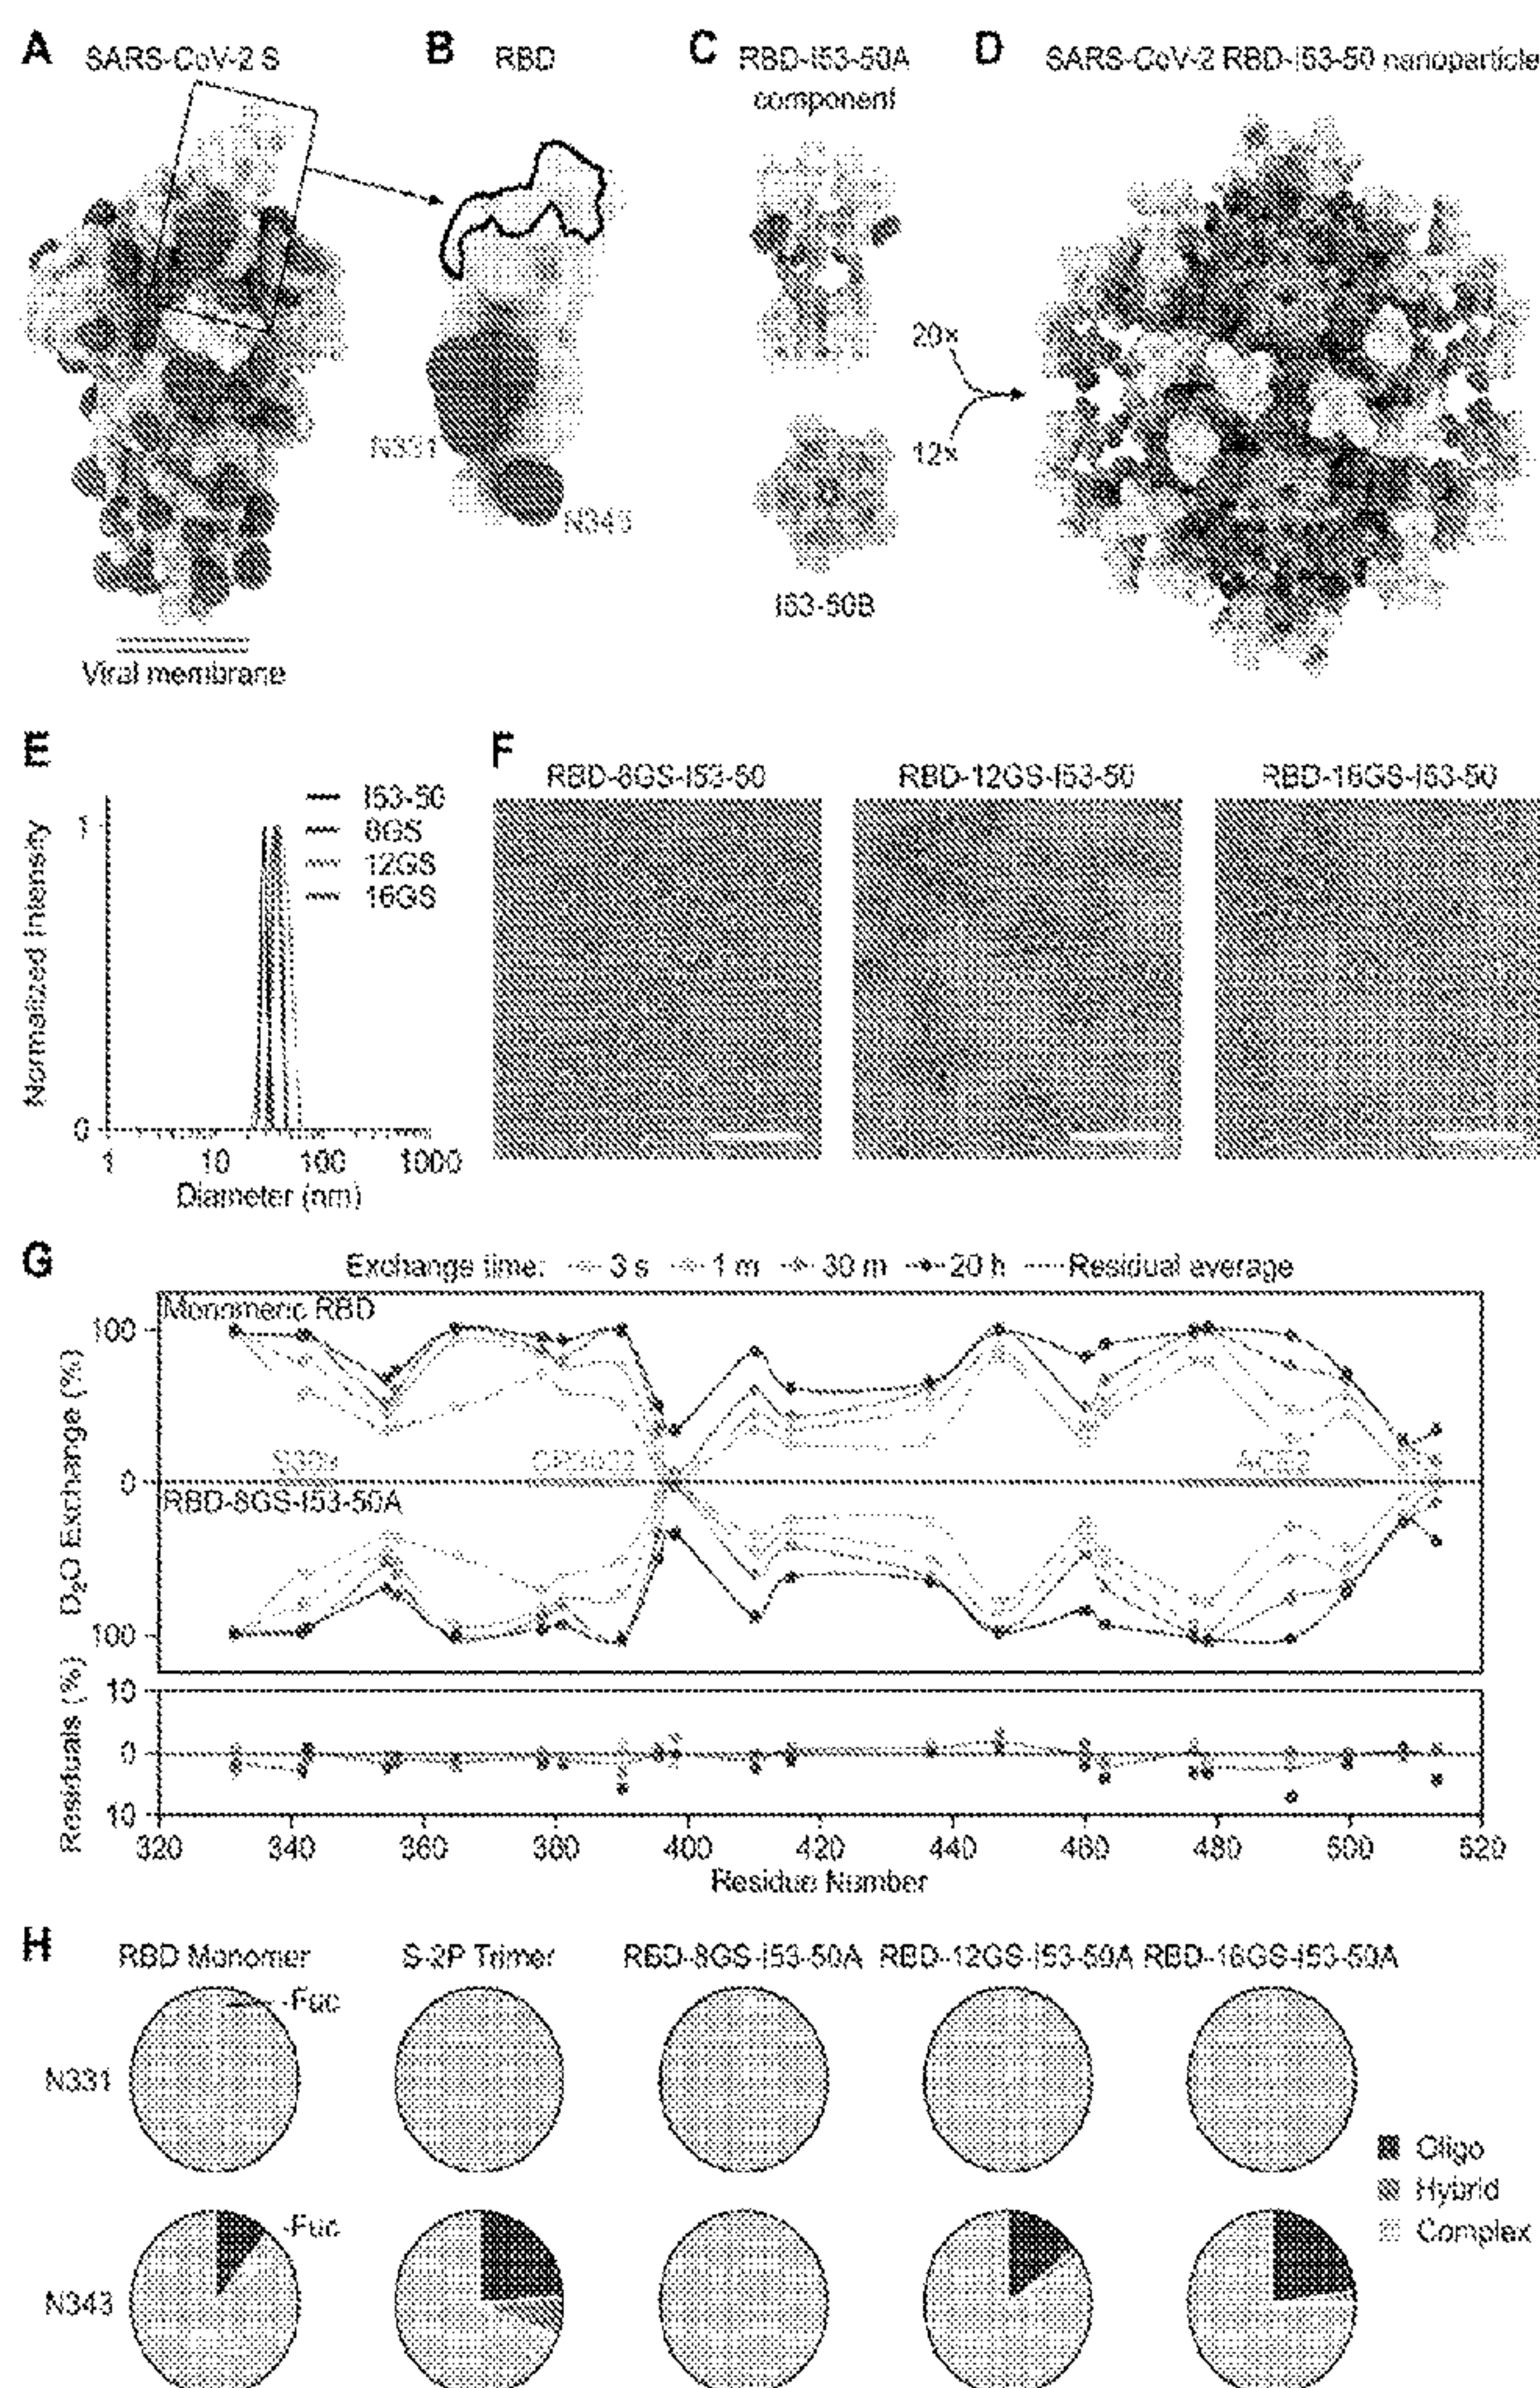 A SARS-CoV-2 S
B RBD
C RBD-I53-50A
component
D SARS-CoV-2 RBD-I53-50 nanoparticle
20x
12x
N331
N343
I53-50B
Viral membrane
E
Normalized Intensity
1
0
1 10 100 1000
Diameter (nm)
I53-50
8GS
12GS
16GS
F
RBD-8GS-I53-50 RBD-12GS-I53-50 RBD-16GS-I53-50
G
Exchange time: 3 s 1 m 30 m 20 h Residual average
Monomeric RBD
100
D₂O Exchange (%)
S309 CR3022 ACE2
0
RBD-8GS-I53-50A
100
Residuals (%)
10
0
10
320 340 360 380 400 420 440 460 480 500 520
Residue Number
H
RBD Monomer S-2P Trimer RBD-8GS-I53-50A RBD-12GS-I53-50A RBD-16GS-I53-50A
-Fuc
N331
Oligo
Hybrid
Complex
-Fuc
N343